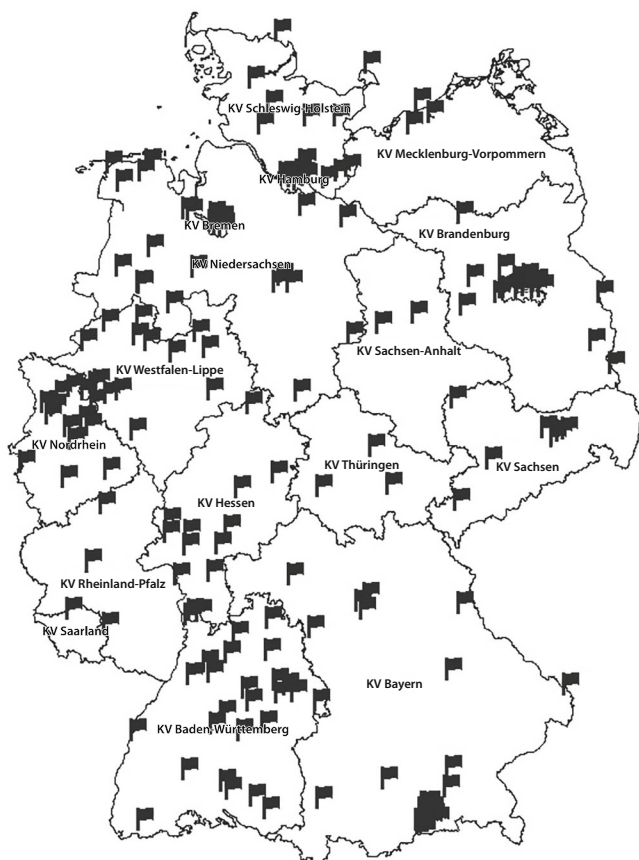 KV Schleswig-Holstein
KV Mecklenburg-Vorpommern
KV Hamburg
KV Bremen
KV Brandenburg
KV Niedersachsen
KV Sachsen-Anhalt
KV Westfalen-Lippe
KV Nordrhein
KV Thüringen
KV Sachsen
KV Hessen
KV Rheinland-Pfalz
KV Saarland
KV Bayern
KV Baden-Württemberg